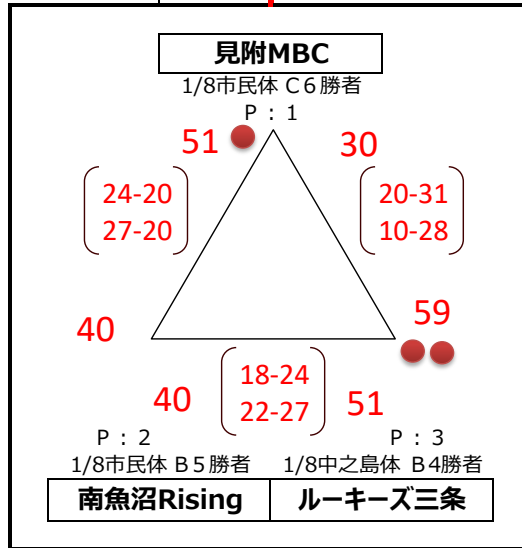 見附MBC
1/8市民体 C6勝者
P : 1
51
30
24-20
27-20
20-31
10-28
40
59
18-24
22-27
40
51
P : 2
P : 3
1/8市民体 B5勝者
1/8中之島体 B4勝者
南魚沼Rising
ルーキーズ三条